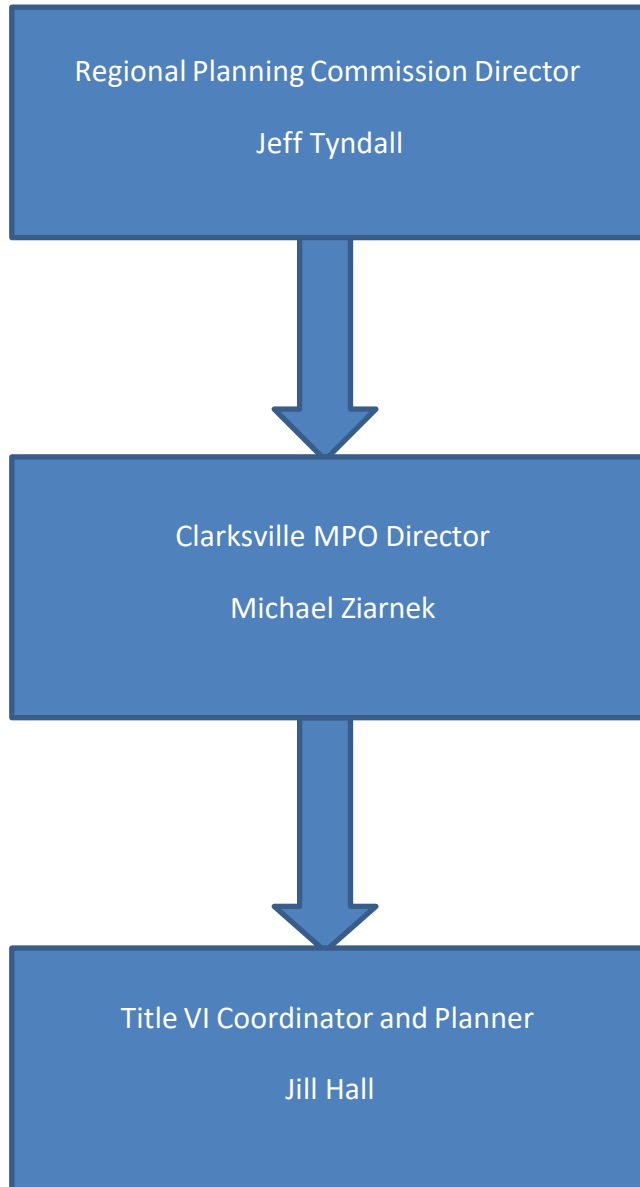 Regional Planning Commission Director
Jeff Tyndall
Clarksville MPO Director
Michael Ziarnek
Title VI Coordinator and Planner
Jill Hall